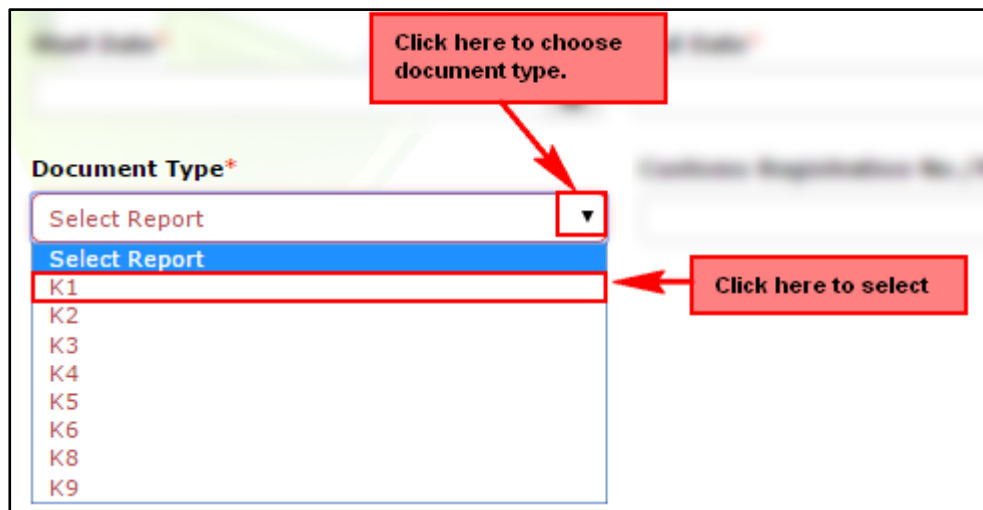 Click here to choose
document type.
Document Type*
Select Report
Select Report
K1
Click here to select
K2
K3
K4
K5
K6
K8
K9